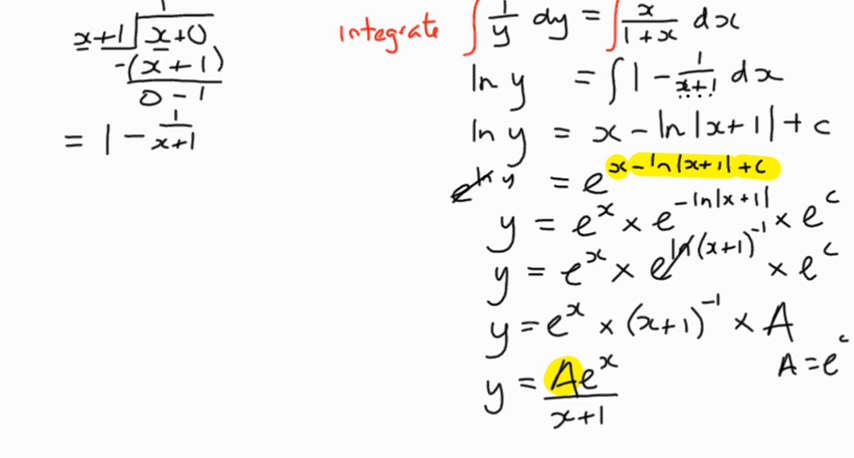 1
x+1 | x+0
-(x+1)
0 - 1
= 1 - 1/(x+1)
integrate ∫ 1/y dy = ∫ x/(1+x) dx
ln y = ∫ 1 - 1/(x+1) dx
ln y = x - ln|x+1| + c
e^(ln y) = e^(x - ln|x+1| + c)
y = e^x × e^(-ln|x+1|) × e^c
y = e^x × e^(ln(x+1)^-1) × e^c
y = e^x × (x+1)^-1 × A
A = e^c
y = Ae^x/(x+1)